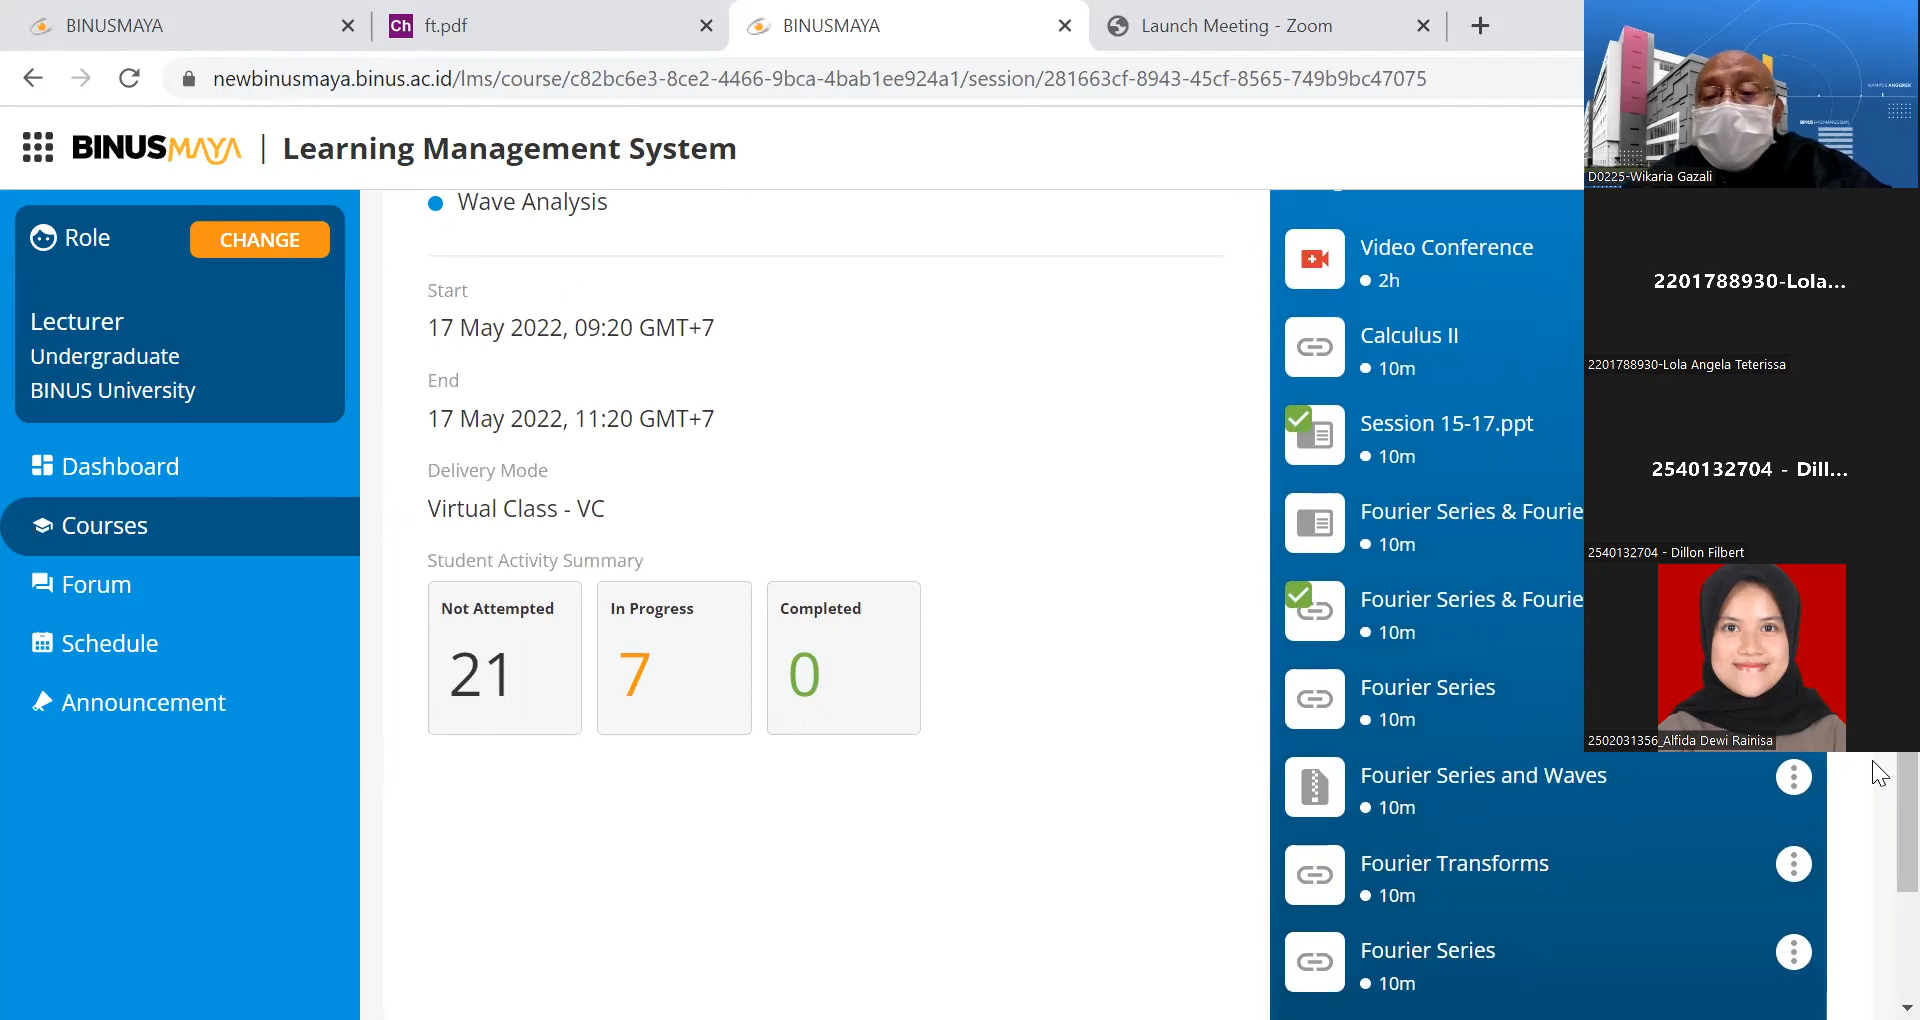 BINUSMAYA
Ch ft.pdf
BINUSMAYA
Launch Meeting - Zoom
newbinusmaya.binus.ac.id/lms/course/c82bc6e3-8ce2-4466-9bca-4bab1ee924a1/session/281663cf-8943-45cf-8565-749b9bc47075
BINUSMAYA | Learning Management System
Role
CHANGE
Lecturer
Undergraduate
BINUS University
Dashboard
Courses
Forum
Schedule
Announcement
Wave Analysis
Start
17 May 2022, 09:20 GMT+7
End
17 May 2022, 11:20 GMT+7
Delivery Mode
Virtual Class - VC
Student Activity Summary
Not Attempted
21
In Progress
7
Completed
0
Video Conference
2h
Calculus II
10m
Session 15-17.ppt
10m
Fourier Series & Fourie
10m
Fourier Series & Fourie
10m
Fourier Series
10m
Fourier Series and Waves
10m
Fourier Transforms
10m
Fourier Series
10m
KAMPUS ANGGREK
D0225-Wikaria Gazali
2201788930-Lola...
2201788930-Lola Angela Teterissa
2540132704 - Dill...
2540132704 - Dillon Filbert
2502031356_Alfida Dewi Rainisa